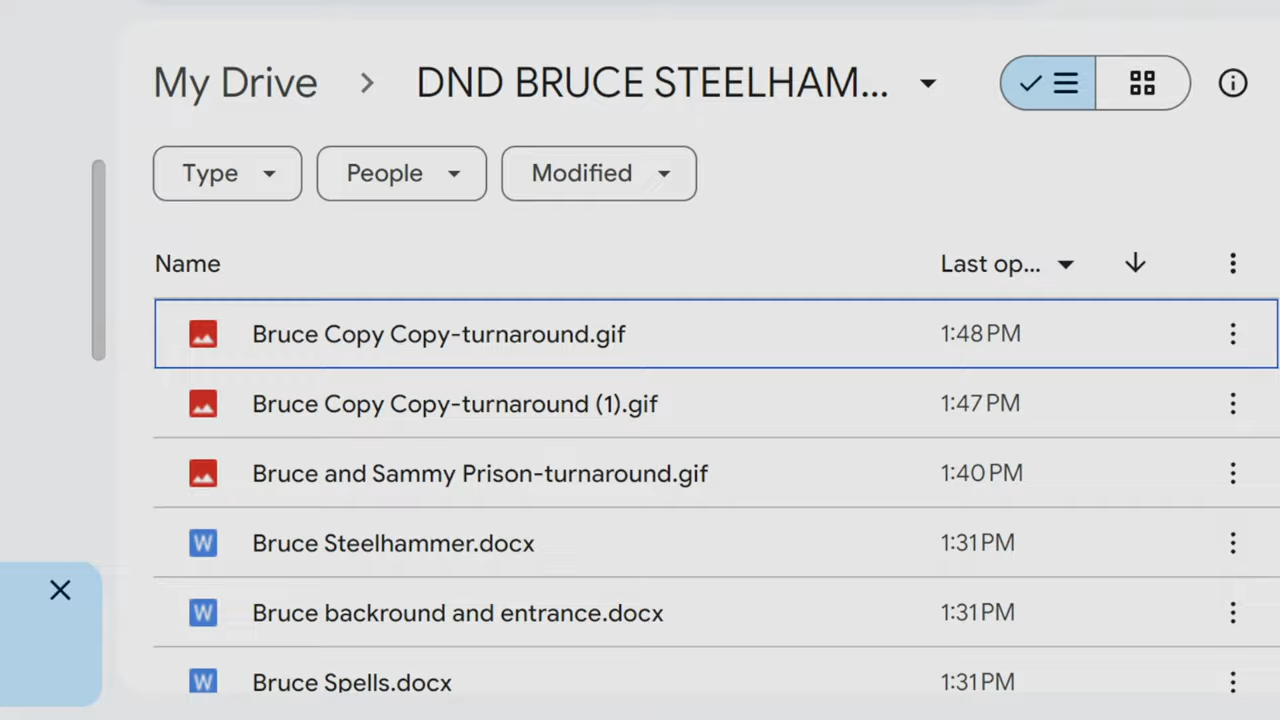 My Drive > DND BRUCE STEELHAM...
Type People Modified
Name Last op...
Bruce Copy Copy-turnaround.gif 1:48 PM
Bruce Copy Copy-turnaround (1).gif 1:47 PM
Bruce and Sammy Prison-turnaround.gif 1:40 PM
W Bruce Steelhammer.docx 1:31 PM
W Bruce backround and entrance.docx 1:31 PM
W Bruce Spells.docx 1:31 PM